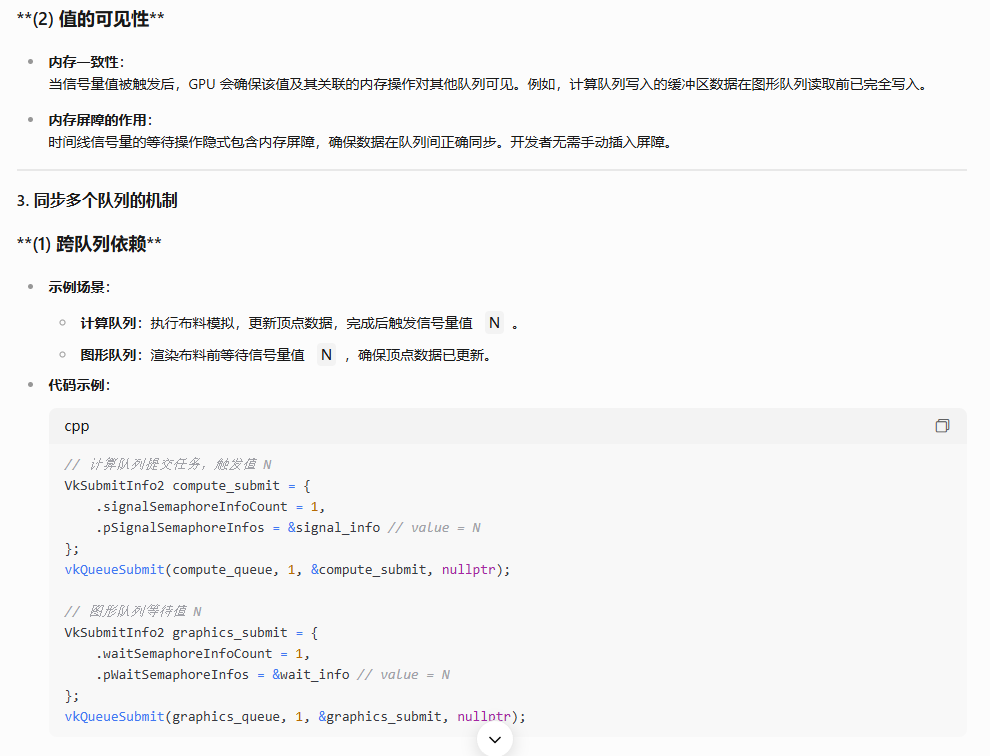 **(2) 值的可见性**
内存一致性：
当信号量值被触发后，GPU 会确保该值及其关联的内存操作对其他队列可见。例如，计算队列写入的缓冲区数据在图形队列读取前已完全写入。
内存屏障的作用：
时间线信号量的等待操作隐式包含内存屏障，确保数据在队列间正确同步。开发者无需手动插入屏障。
3. 同步多个队列的机制
**(1) 跨队列依赖**
示例场景：
计算队列：执行布料模拟，更新顶点数据，完成后触发信号量值 N 。
图形队列：渲染布料前等待信号量值 N ，确保顶点数据已更新。
代码示例：
cpp
// 计算队列提交任务，触发值 N
VkSubmitInfo2 compute_submit = {
    .signalSemaphoreInfoCount = 1,
    .pSignalSemaphoreInfos = &signal_info // value = N
};
vkQueueSubmit(compute_queue, 1, &compute_submit, nullptr);
// 图形队列等待值 N
VkSubmitInfo2 graphics_submit = {
    .waitSemaphoreInfoCount = 1,
    .pWaitSemaphoreInfos = &wait_info // value = N
};
vkQueueSubmit(graphics_queue, 1, &graphics_submit, nullptr);